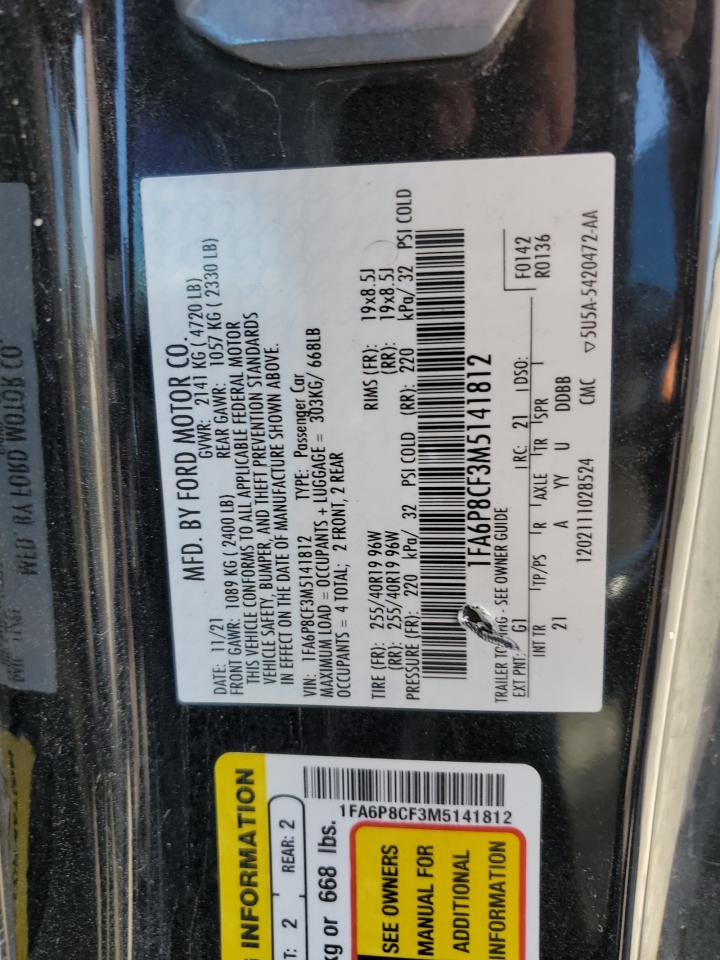 MFD. BY FORD MOTOR CO.
DATE: 11/21 GVWR: 2141 KG ( 4720 LB)
FRONT GAWR: 1089 KG ( 2400 LB) REAR GAWR: 1057 KG ( 2330 LB)
THIS VEHICLE CONFORMS TO ALL APPLICABLE FEDERAL MOTOR
VEHICLE SAFETY, BUMPER, AND THEFT PREVENTION STANDARDS
IN EFFECT ON THE DATE OF MANUFACTURE SHOWN ABOVE.
VIN: 1FA6P8CF3M5141812 TYPE: Passenger Car
MAXIMUM LOAD = OCCUPANTS + LUGGAGE = 303KG/ 668LB
OCCUPANTS = 4 TOTAL; 2 FRONT, 2 REAR
TIRE (FR): 255/40R19 96W RIMS (FR): 19x8.5J
(RR): 255/40R19 96W (RR): 19x8.5J
PRESSURE (FR): 220 kPa/ 32 PSI COLD (RR): 220 kPa/ 32 PSI COLD
1FA6P8CF3M5141812
TRAILER - SEE OWNER GUIDE
EXT PNT: G1 RC: 21 DSO: F0142
R0136
INT TR TP/PS R AXLE TR SPR
21 A YY U DDBB
1202111028524 CMC ▽5U5A-5420472-AA
INFORMATION
2 REAR: 2
kg or 668 lbs.
1FA6P8CF3M5141812
SEE OWNERS
MANUAL FOR
ADDITIONAL
INFORMATION